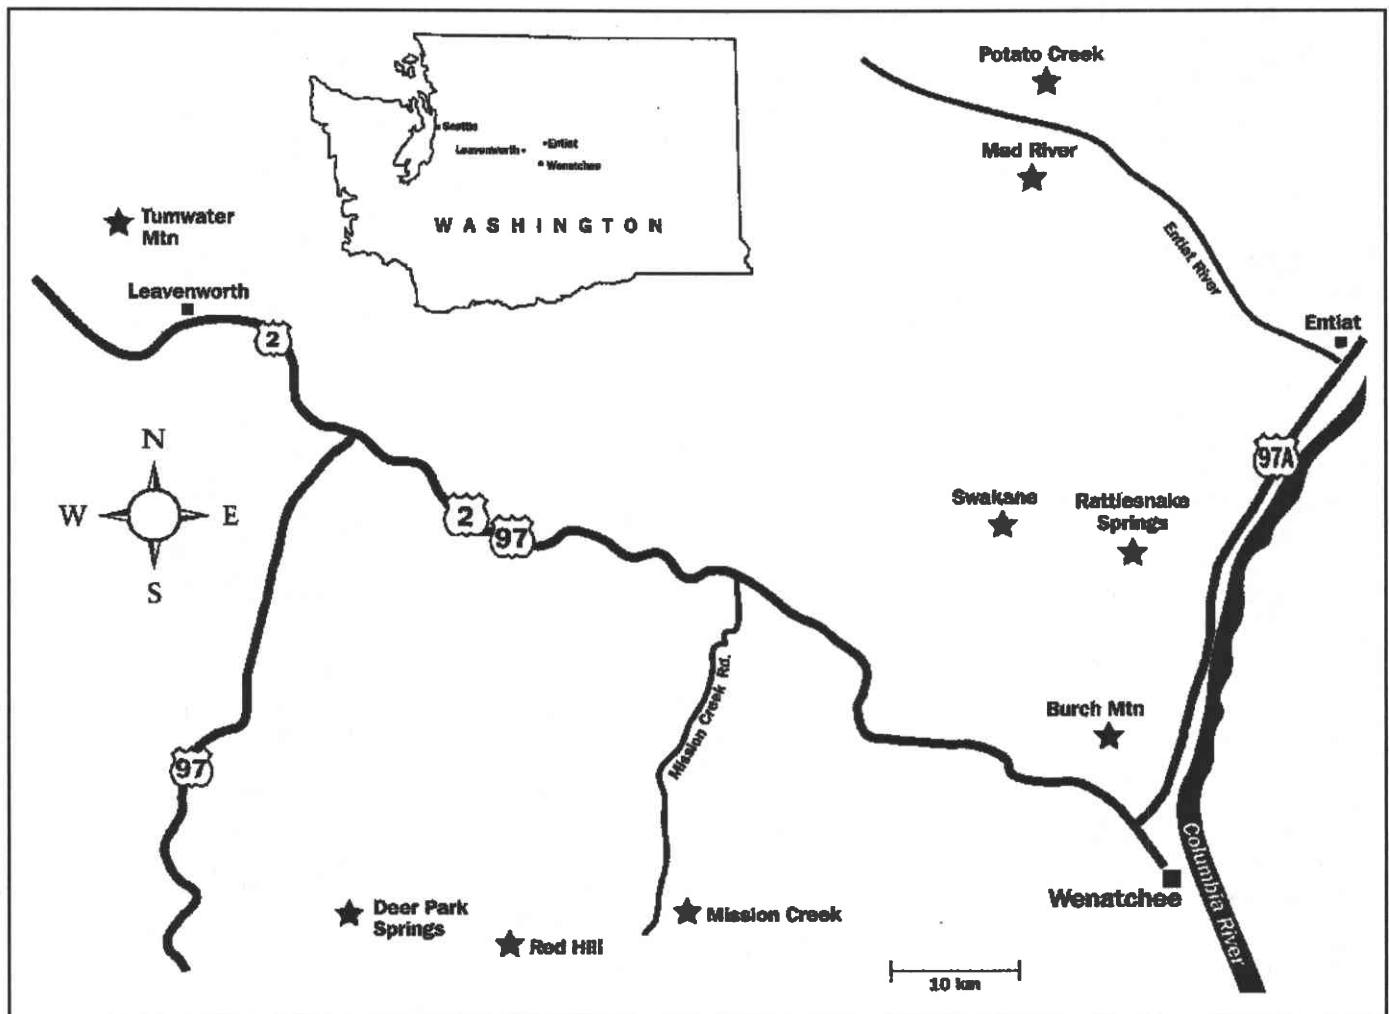 Potato Creek
Mad River
Seattle
Leavenworth
Entiat
Wenatchee
WASHINGTON
Tumwater
Mtn
Leavenworth
2
Entiat River
Entiat
N
W
E
S
97A
2
97
Swakane
Rattlesnake
Springs
Mission Creek Rd.
Burch Mtn
97
Columbia River
Wenatchee
Deer Park
Springs
Red Hill
Mission Creek
10 km